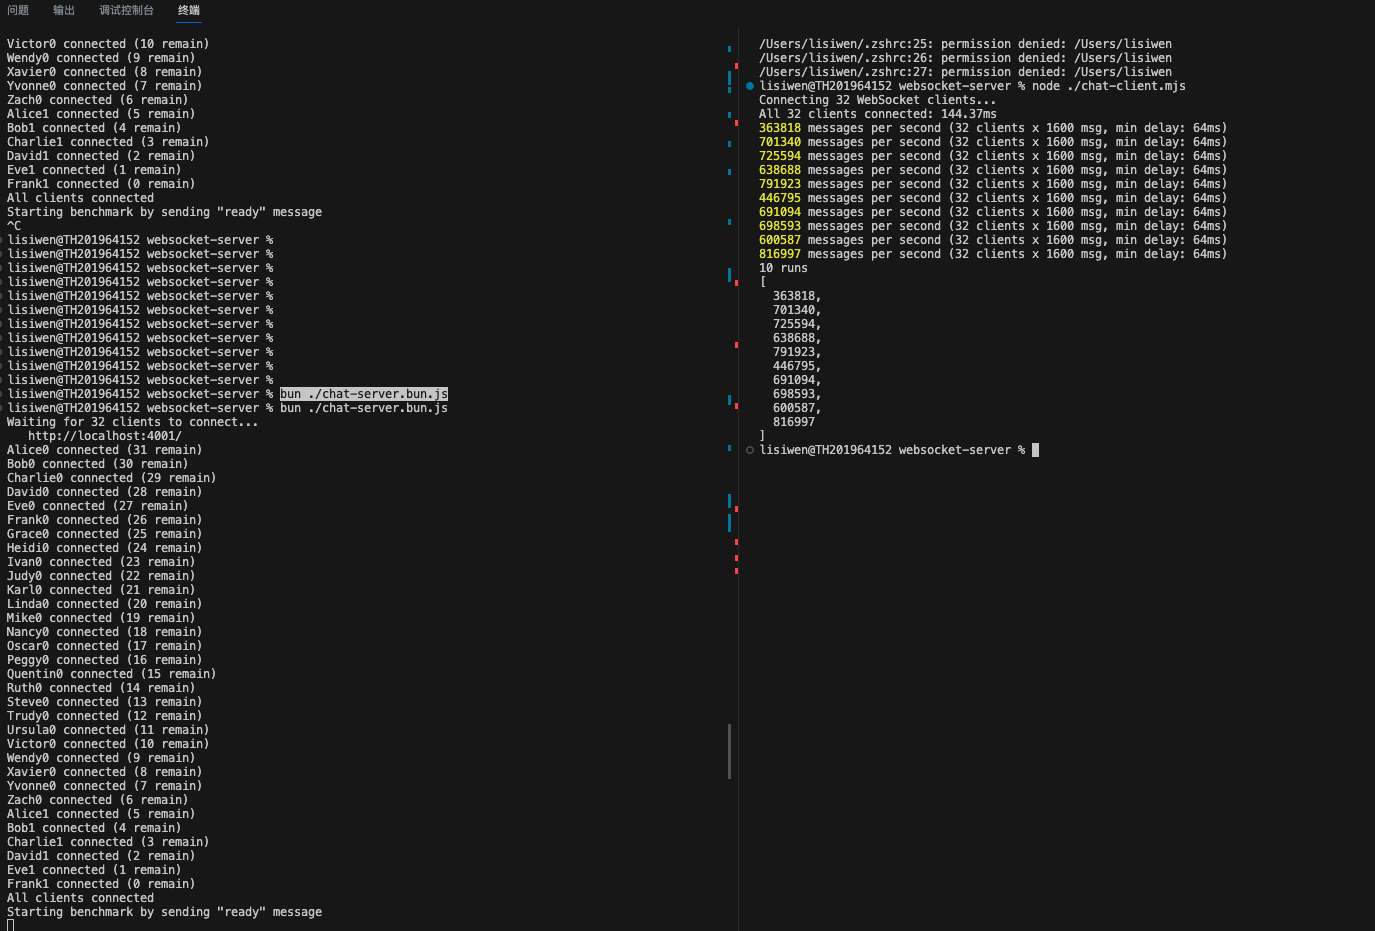 问题 输出 调试控制台 终端
Victor0 connected (10 remain)
Wendy0 connected (9 remain)
Xavier0 connected (8 remain)
Yvonne0 connected (7 remain)
Zach0 connected (6 remain)
Alice1 connected (5 remain)
Bob1 connected (4 remain)
Charlie1 connected (3 remain)
David1 connected (2 remain)
Eve1 connected (1 remain)
Frank1 connected (0 remain)
All clients connected
Starting benchmark by sending "ready" message
^C
lisiwen@TH201964152 websocket-server %
lisiwen@TH201964152 websocket-server %
lisiwen@TH201964152 websocket-server %
lisiwen@TH201964152 websocket-server %
lisiwen@TH201964152 websocket-server %
lisiwen@TH201964152 websocket-server %
lisiwen@TH201964152 websocket-server %
lisiwen@TH201964152 websocket-server %
lisiwen@TH201964152 websocket-server %
lisiwen@TH201964152 websocket-server %
lisiwen@TH201964152 websocket-server %
lisiwen@TH201964152 websocket-server % bun ./chat-server.bun.js
lisiwen@TH201964152 websocket-server % bun ./chat-server.bun.js
Waiting for 32 clients to connect...
http://localhost:4001/
Alice0 connected (31 remain)
Bob0 connected (30 remain)
Charlie0 connected (29 remain)
David0 connected (28 remain)
Eve0 connected (27 remain)
Frank0 connected (26 remain)
Grace0 connected (25 remain)
Heidi0 connected (24 remain)
Ivan0 connected (23 remain)
Judy0 connected (22 remain)
Karl0 connected (21 remain)
Linda0 connected (20 remain)
Mike0 connected (19 remain)
Nancy0 connected (18 remain)
Oscar0 connected (17 remain)
Peggy0 connected (16 remain)
Quentin0 connected (15 remain)
Ruth0 connected (14 remain)
Steve0 connected (13 remain)
Trudy0 connected (12 remain)
Ursula0 connected (11 remain)
Victor0 connected (10 remain)
Wendy0 connected (9 remain)
Xavier0 connected (8 remain)
Yvonne0 connected (7 remain)
Zach0 connected (6 remain)
Alice1 connected (5 remain)
Bob1 connected (4 remain)
Charlie1 connected (3 remain)
David1 connected (2 remain)
Eve1 connected (1 remain)
Frank1 connected (0 remain)
All clients connected
Starting benchmark by sending "ready" message
/Users/lisiwen/.zshrc:25: permission denied: /Users/lisiwen
/Users/lisiwen/.zshrc:26: permission denied: /Users/lisiwen
/Users/lisiwen/.zshrc:27: permission denied: /Users/lisiwen
lisiwen@TH201964152 websocket-server % node ./chat-client.mjs
Connecting 32 WebSocket clients...
All 32 clients connected: 144.37ms
363818 messages per second (32 clients x 1600 msg, min delay: 64ms)
701340 messages per second (32 clients x 1600 msg, min delay: 64ms)
725594 messages per second (32 clients x 1600 msg, min delay: 64ms)
638688 messages per second (32 clients x 1600 msg, min delay: 64ms)
791923 messages per second (32 clients x 1600 msg, min delay: 64ms)
446795 messages per second (32 clients x 1600 msg, min delay: 64ms)
691094 messages per second (32 clients x 1600 msg, min delay: 64ms)
698593 messages per second (32 clients x 1600 msg, min delay: 64ms)
600587 messages per second (32 clients x 1600 msg, min delay: 64ms)
816997 messages per second (32 clients x 1600 msg, min delay: 64ms)
10 runs
[
363818,
701340,
725594,
638688,
791923,
446795,
691094,
698593,
600587,
816997
]
lisiwen@TH201964152 websocket-server %